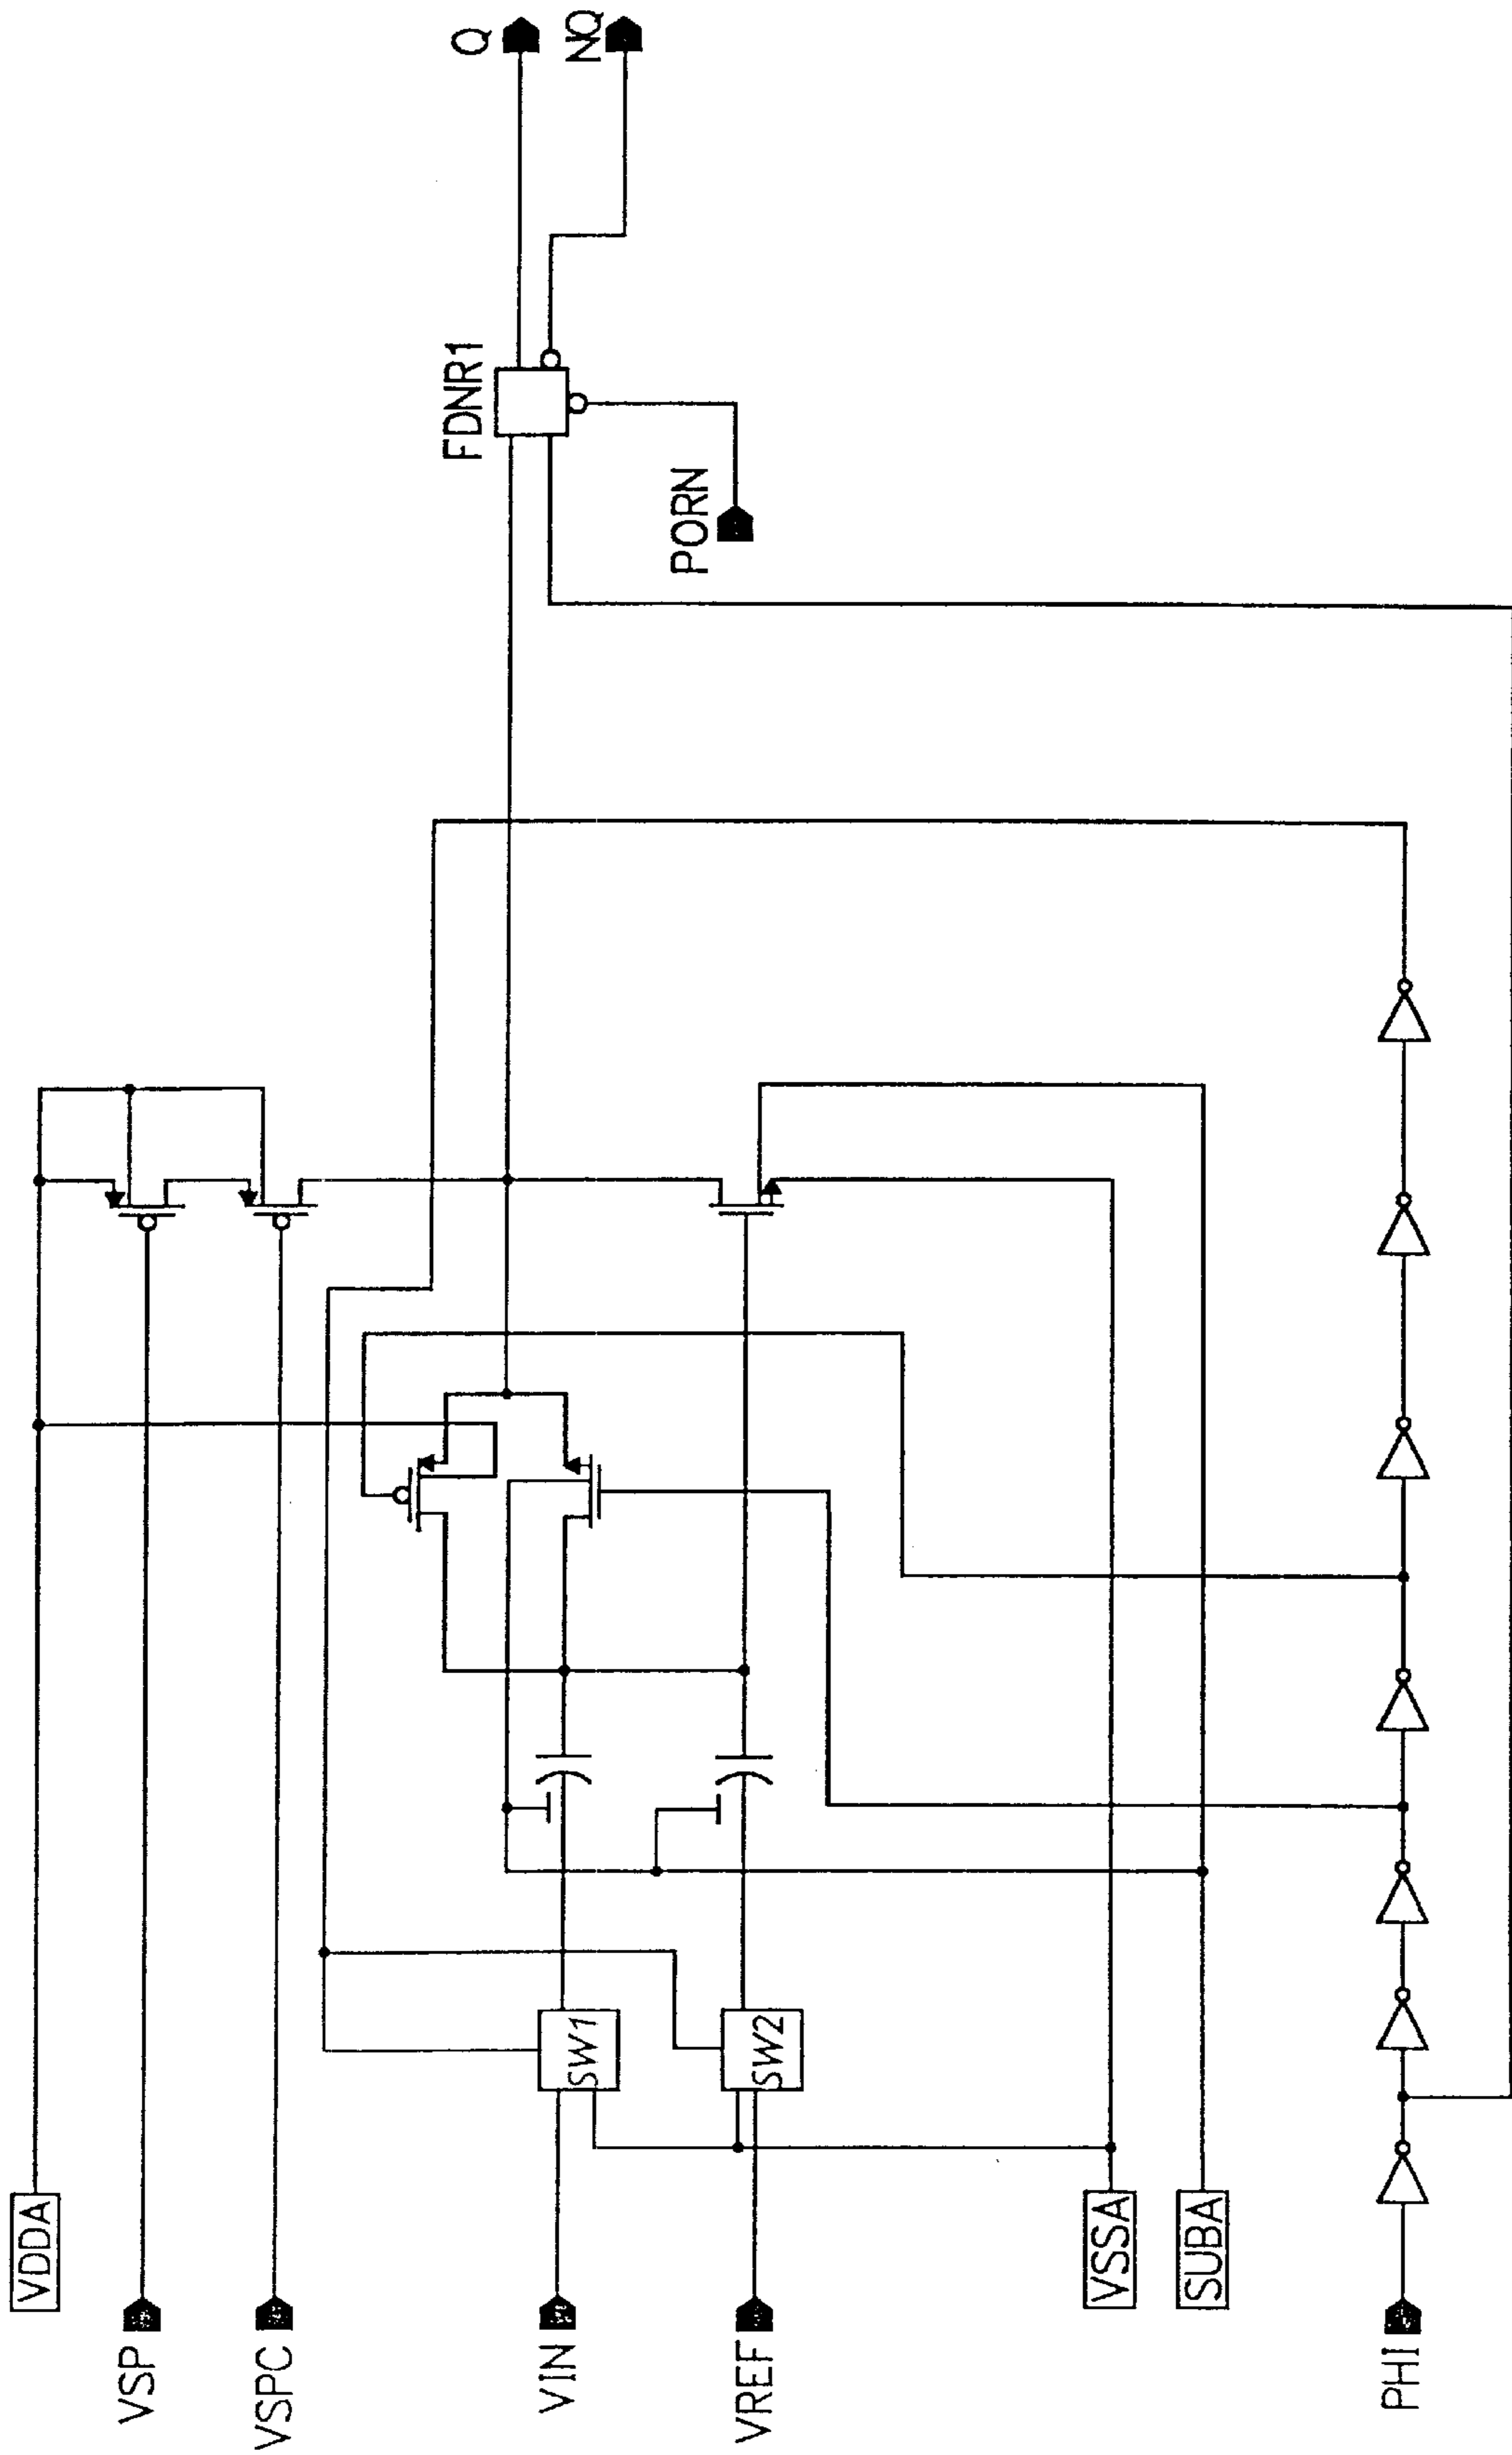 VDDA
VSP
VSPC
VIN
VREF
VSSA
SUBA
PHI
SW1
SW2
PORN
FDNR1
Q
NQ